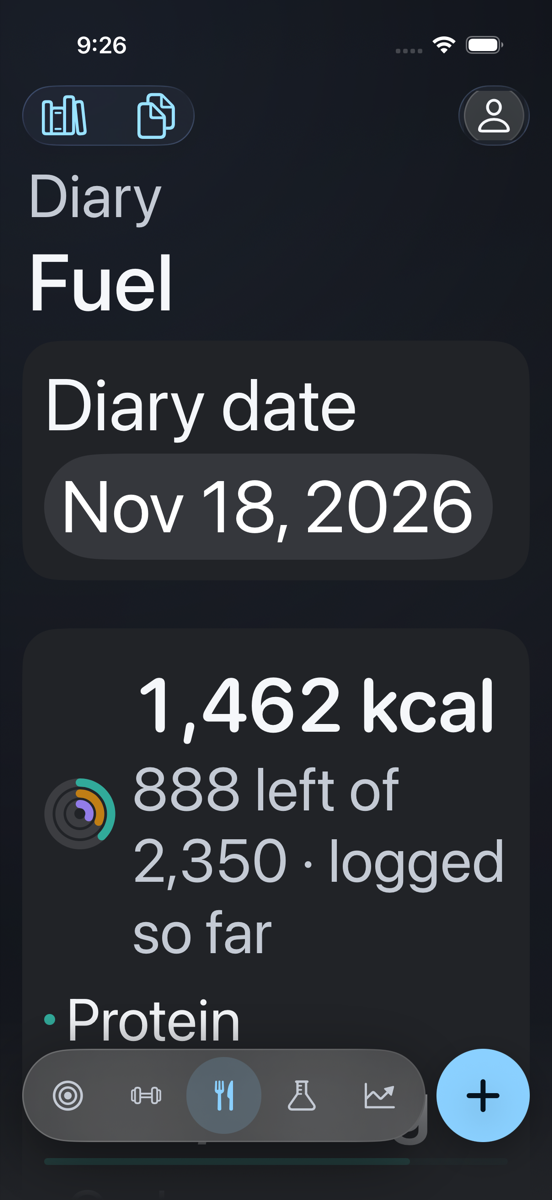 9:26
Diary
Fuel
Diary date
Nov 18, 2026
1,462 kcal
888 left of
2,350 · logged
so far
Protein